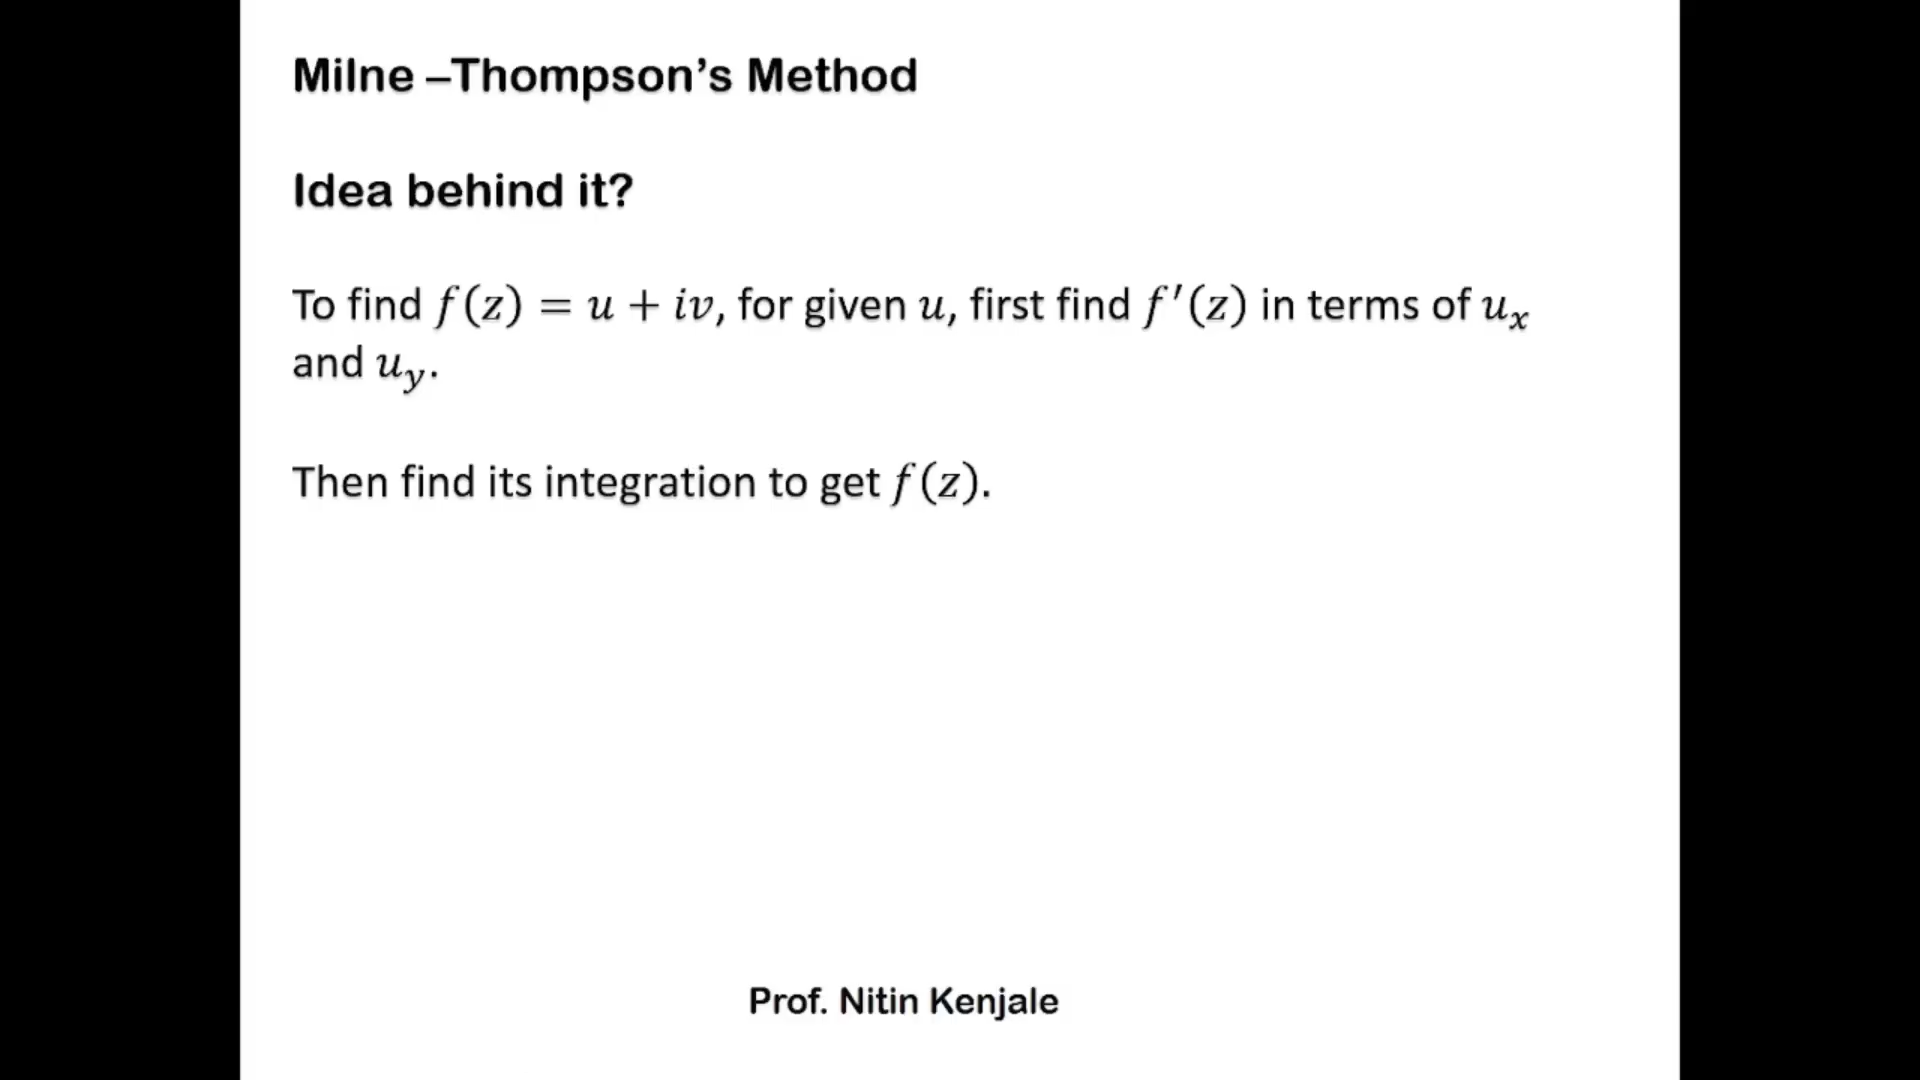 Milne –Thompson’s Method
Idea behind it?
To find 𝑓(𝑧) = 𝑢 + 𝑖𝑣, for given 𝑢, first find 𝑓′(𝑧) in terms of 𝑢ₓ
and 𝑢_𝑦.
Then find its integration to get 𝑓(𝑧).
Prof. Nitin Kenjale